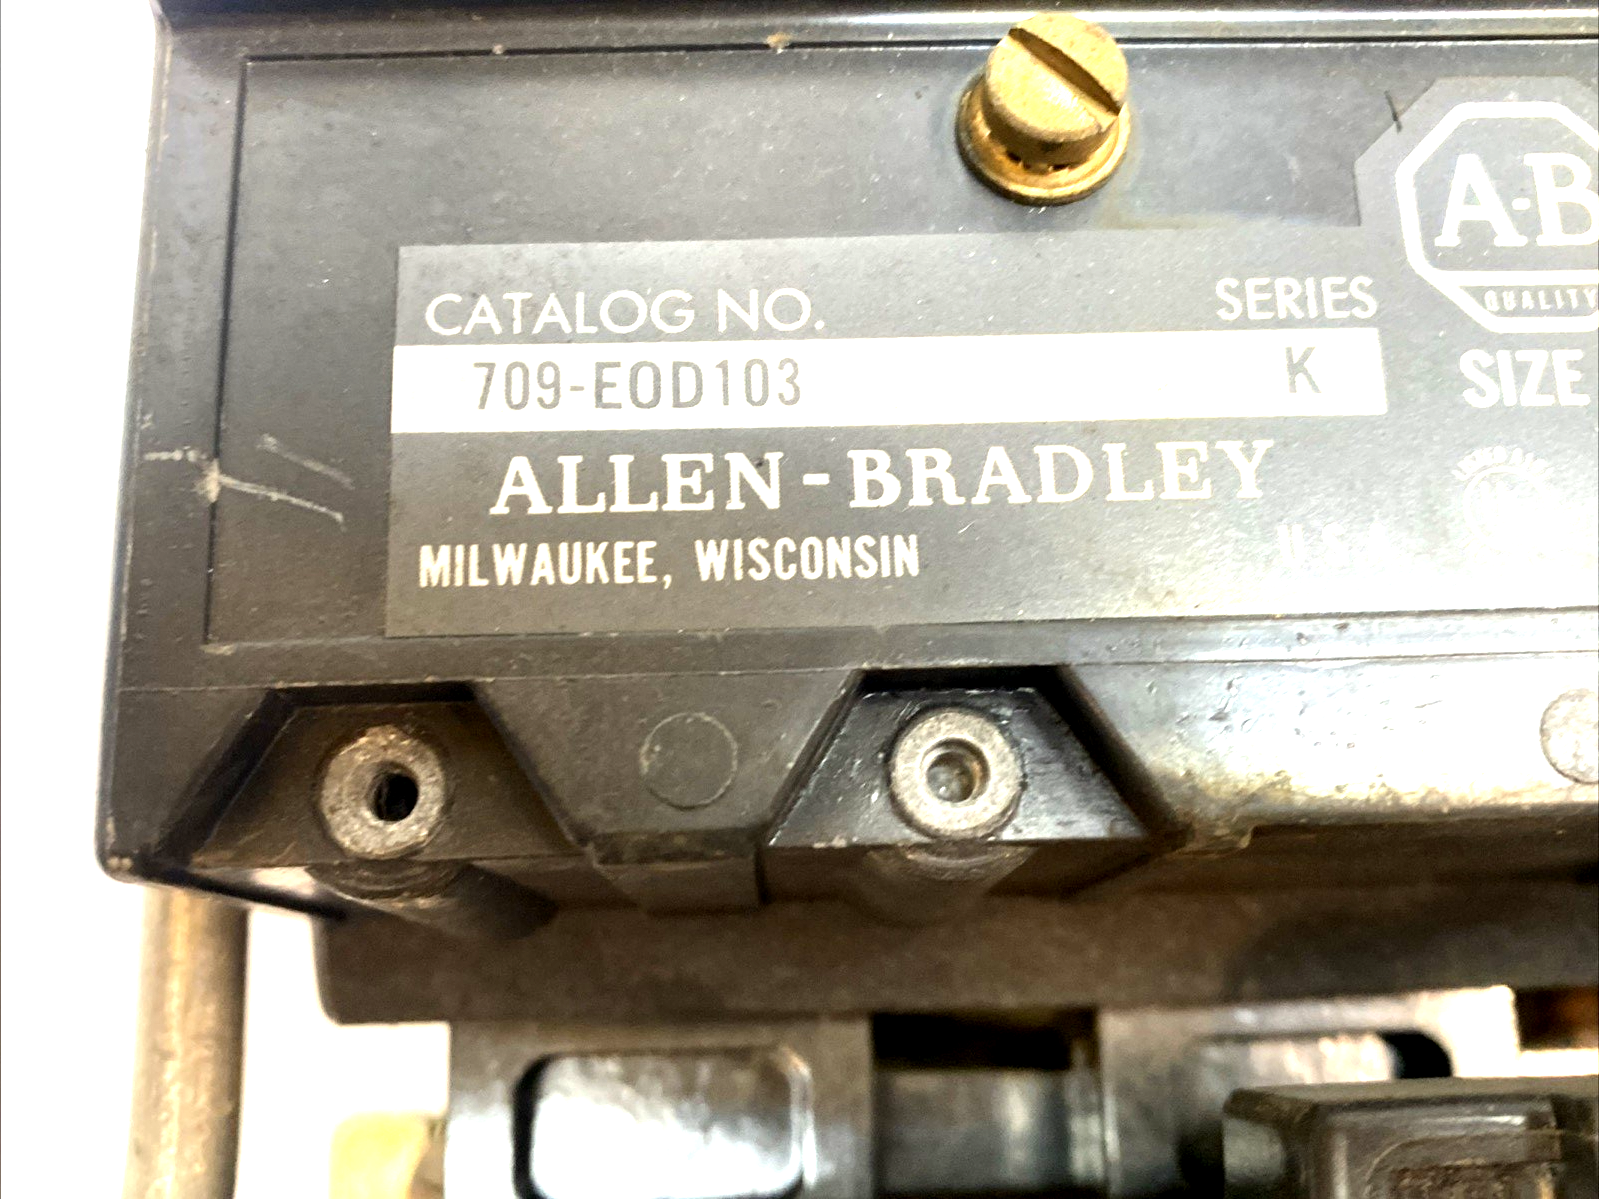 A-B
QUALITY
CATALOG NO. SERIES
709-EOD103 K
SIZE
ALLEN-BRADLEY
MILWAUKEE, WISCONSIN